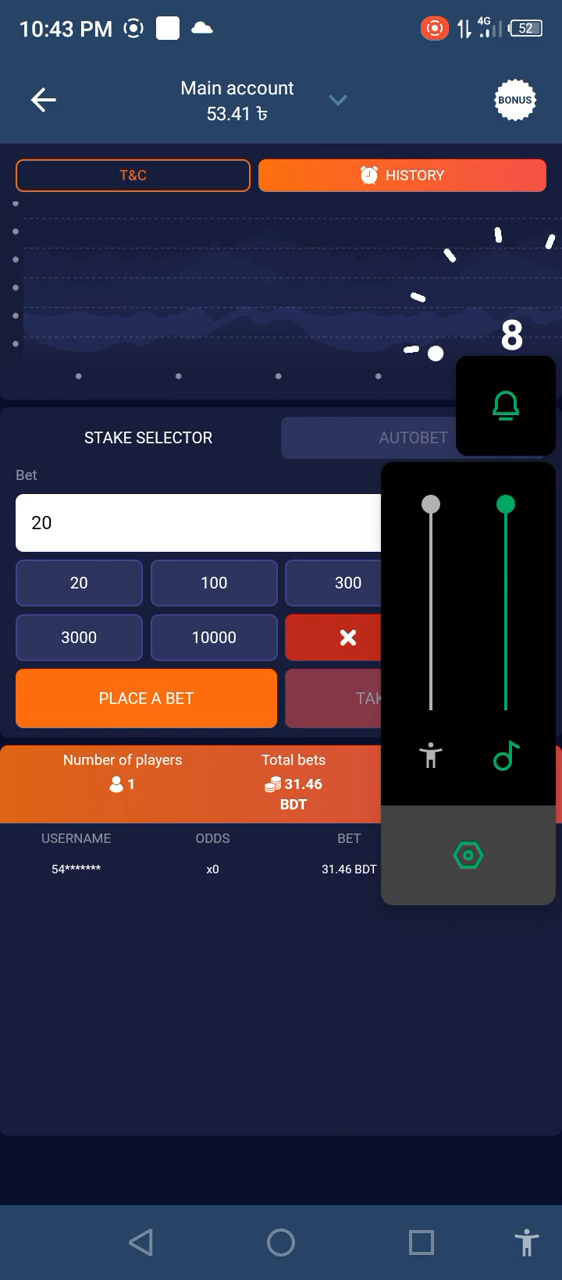 10:43 PM 4G 52
Main account
53.41 ৳
BONUS
T&C HISTORY
8
STAKE SELECTOR AUTOBET
Bet
20
20 100 300
3000 10000
PLACE A BET TAK
Number of players Total bets
1 31.46
BDT
USERNAME ODDS BET
54******* x0 31.46 BDT